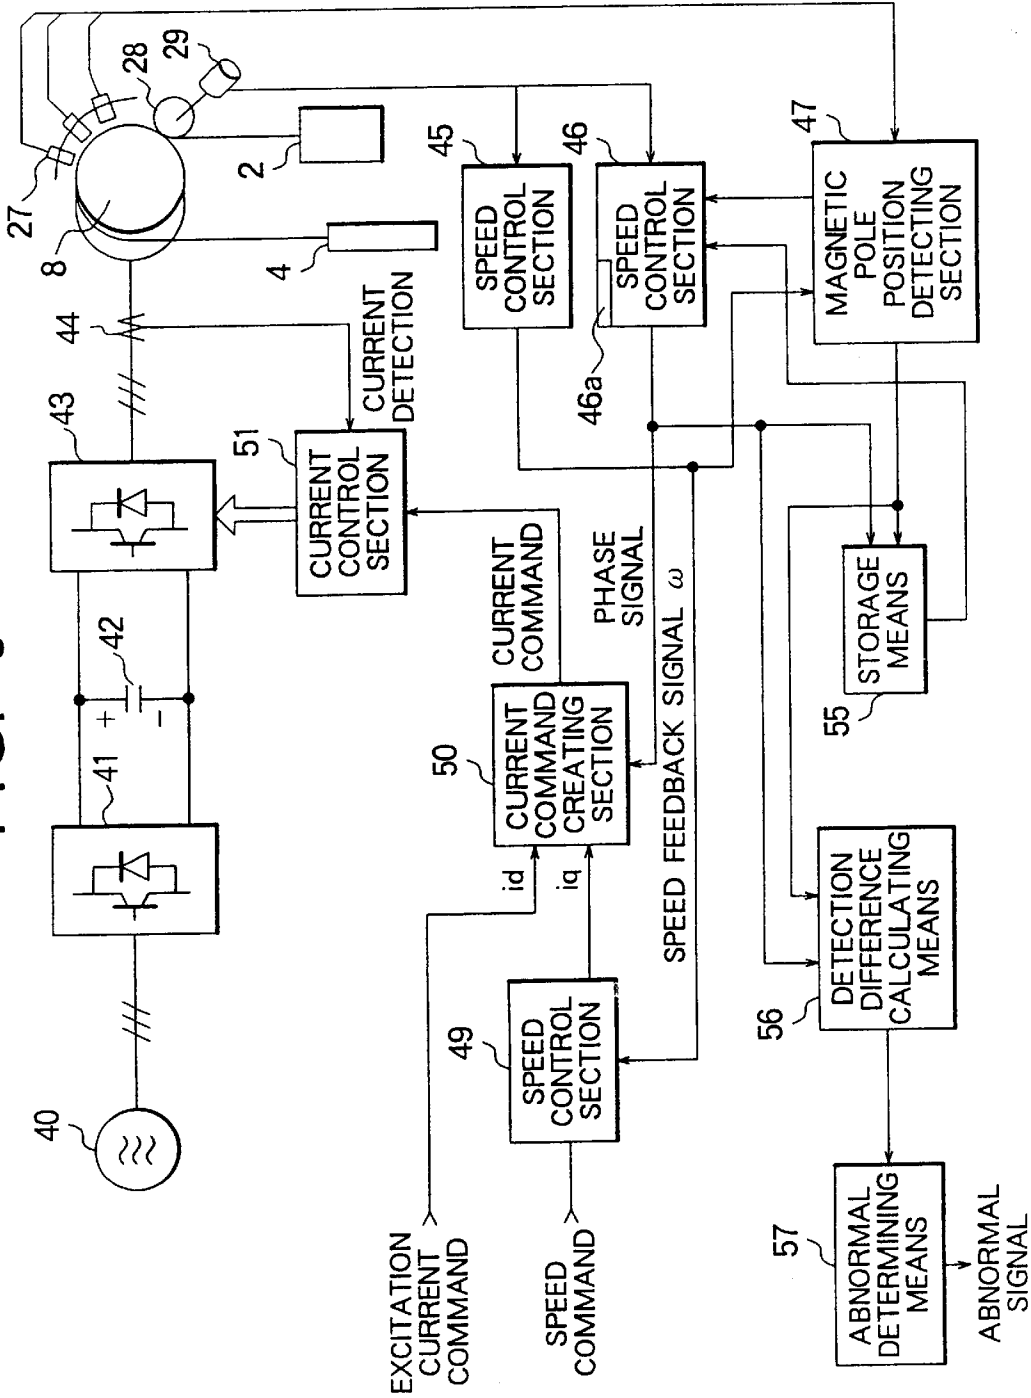 40
41
+
−
42
43
44
8
27
28
29
4
2
CURRENT
DETECTION
51
CURRENT
CONTROL
SECTION
45
SPEED
CONTROL
SECTION
46
SPEED
CONTROL
SECTION
46a
47
MAGNETIC
POLE
POSITION
DETECTING
SECTION
EXCITATION
CURRENT
COMMAND
SPEED
COMMAND
49
SPEED
CONTROL
SECTION
id
iq
50
CURRENT
COMMAND
CREATING
SECTION
CURRENT
COMMAND
PHASE
SIGNAL
SPEED FEEDBACK SIGNAL ω
55
STORAGE
MEANS
56
DETECTION
DIFFERENCE
CALCULATING
MEANS
57
ABNORMAL
DETERMINING
MEANS
ABNORMAL
SIGNAL